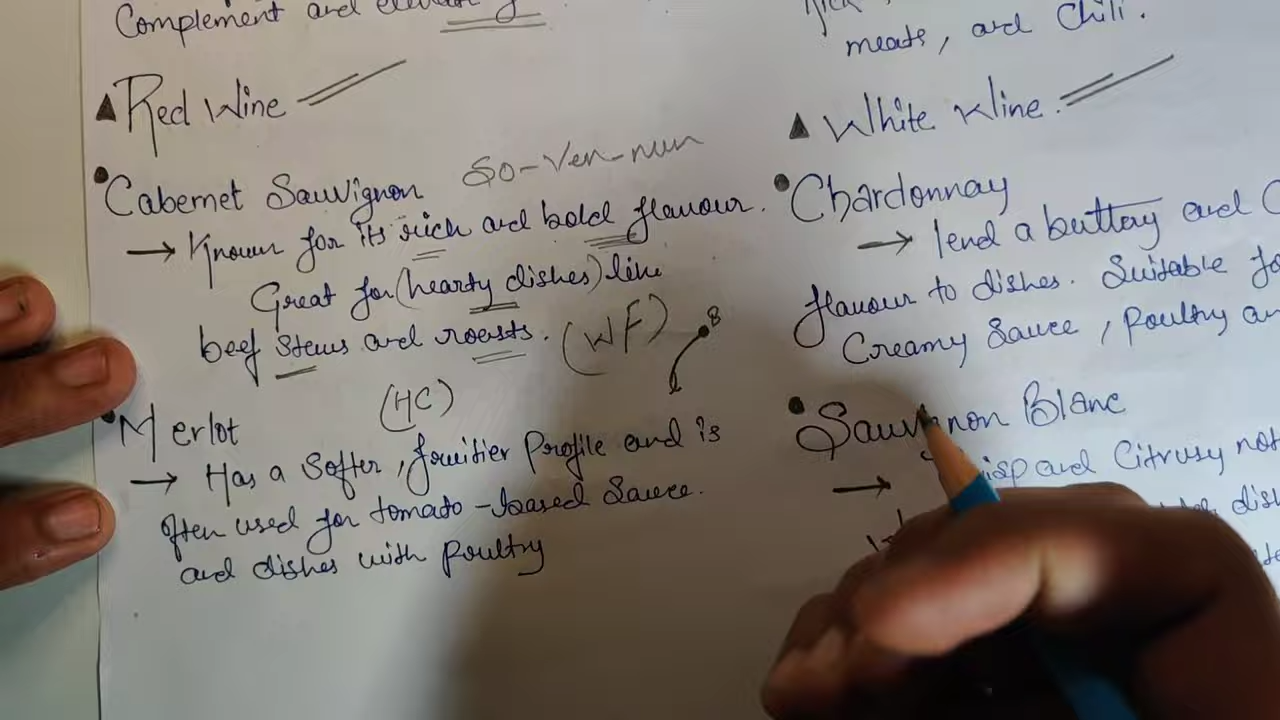 Complement and
▲ Red Wine
• Cabernet Sauvignon So-Ven-nun
→ Known for its rich and bold flavour.
Great for (hearty dishes) like
beef stews and roasts. (WF) 8
• Merlot (HC)
→ Has a Softer, fruitier Profile and is
often used for tomato-based Sauce.
and dishes with Poultry
meats, and Chili.
▲ White Wine.
• Chardonnay
→ lend a buttery and
flavour to dishes. Suitable
Creamy Sauce, Poultry
• Sauvignon Blanc
→ and Citrusy